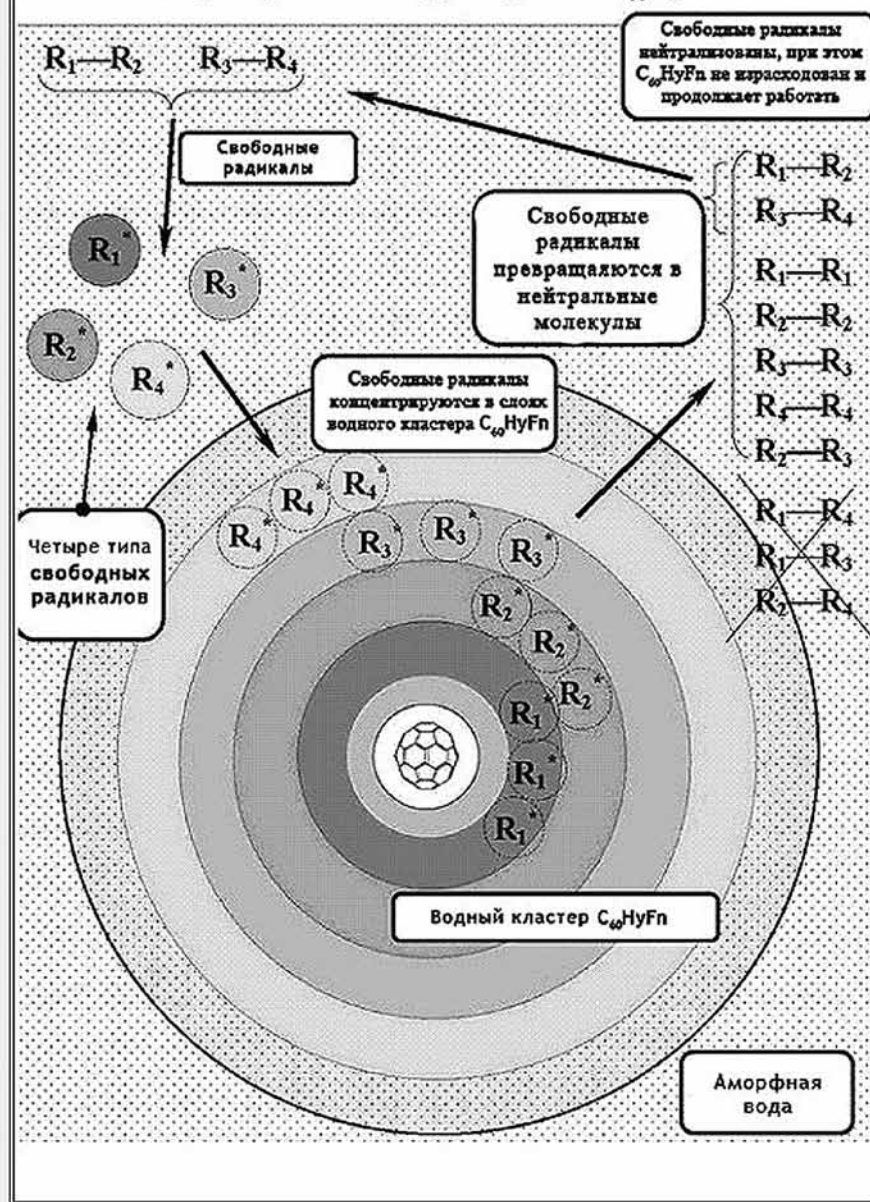 R₁—R₂ R₃—R₄
Свободные радикалы
нейтрализованы, при этом
C₆₀HyFn не израсходован и
продолжает работать
Свободные
радикалы
R₁*
R₃*
R₂*
R₄*
Свободные
радикалы
превращаются в
нейтральные
молекулы
R₁—R₂
R₃—R₄
R₁—R₁
R₂—R₂
R₃—R₃
R₄—R₄
R₂—R₃
R₁—R₄
R₁—R₃
R₂—R₄
Свободные радикалы
концентрируются в слоях
водного кластера C₆₀HyFn
Четыре типа
свободных
радикалов
R₄* R₄* R₄*
R₃* R₃* R₃*
R₂* R₂* R₂*
R₁* R₁* R₁*
Водный кластер C₆₀HyFn
Аморфная
вода